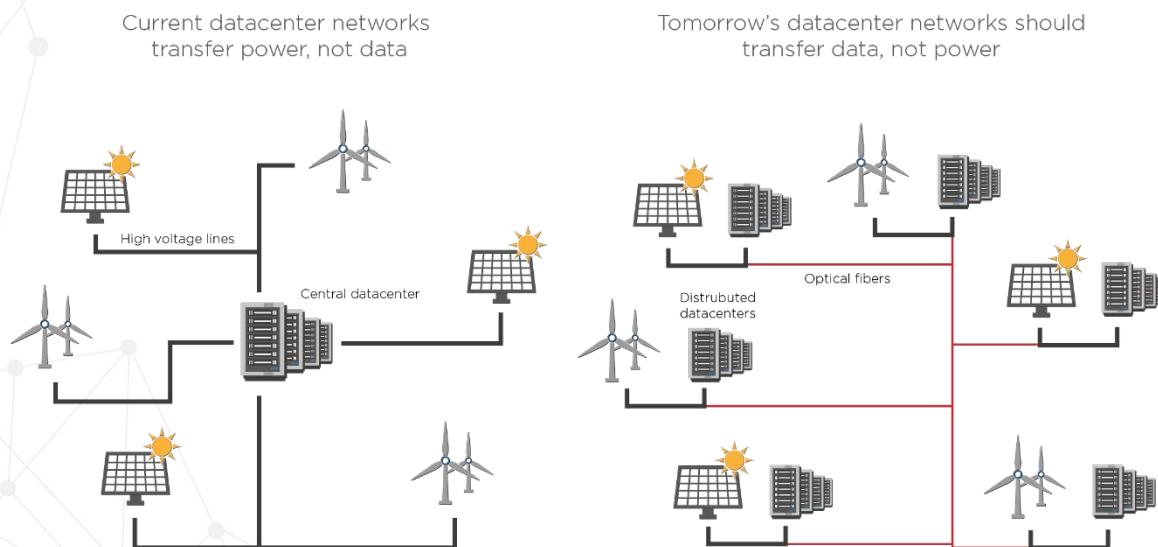 Current datacenter networks
transfer power, not data
Tomorrow's datacenter networks should
transfer data, not power
High voltage lines
Central datacenter
Optical fibers
Distrubuted
datacenters